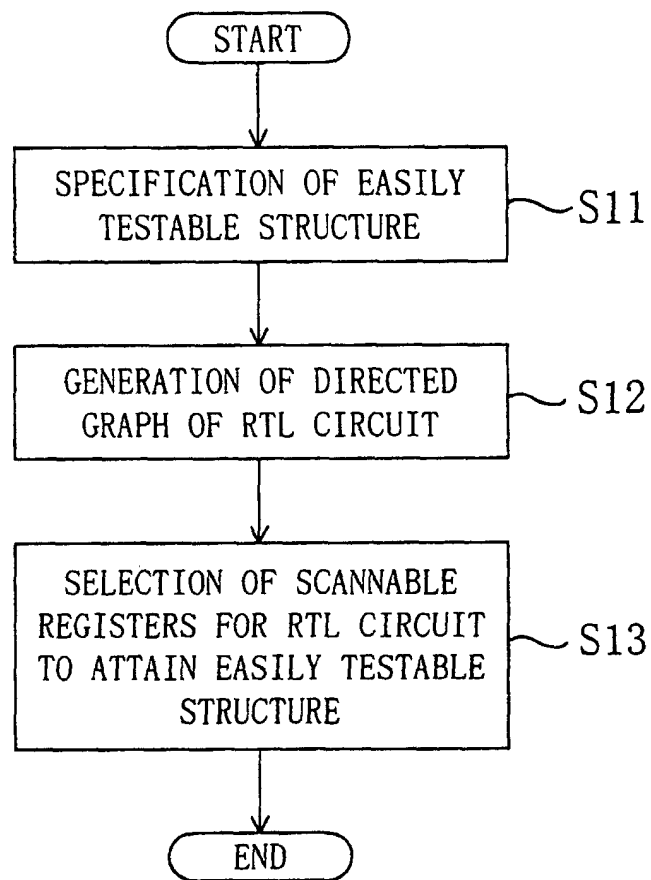 START
SPECIFICATION OF EASILY
TESTABLE STRUCTURE
S11
GENERATION OF DIRECTED
GRAPH OF RTL CIRCUIT
S12
SELECTION OF SCANNABLE
REGISTERS FOR RTL CIRCUIT
TO ATTAIN EASILY TESTABLE
STRUCTURE
S13
END